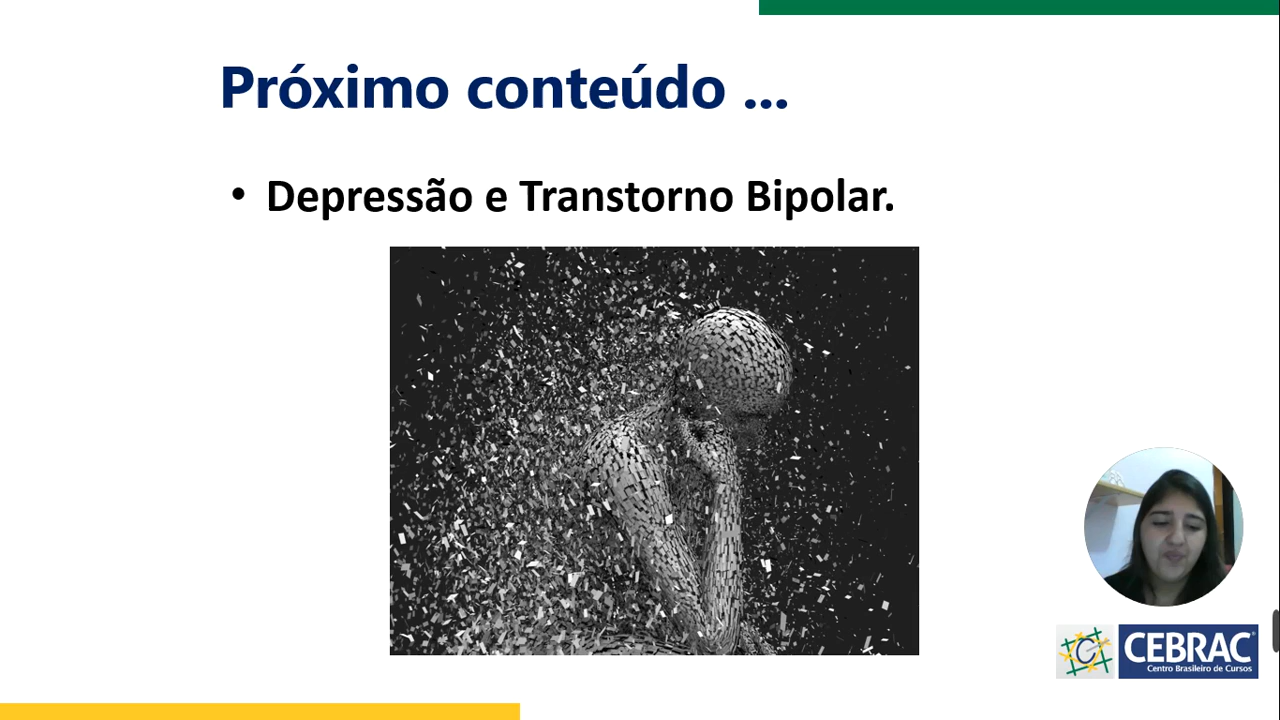 Próximo conteúdo ...
• Depressão e Transtorno Bipolar.
CEBRAC
Centro Brasileiro de Cursos